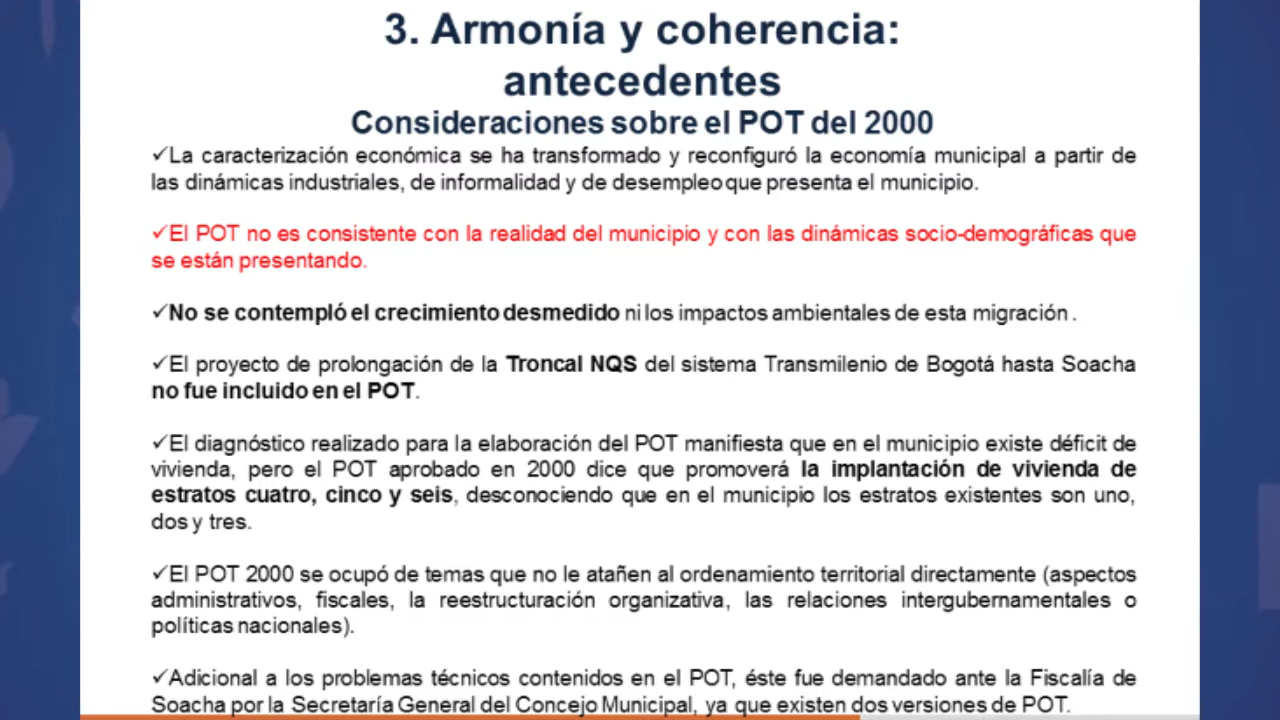 3. Armonía y coherencia:
antecedentes
Consideraciones sobre el POT del 2000
✓La caracterización económica se ha transformado y reconfiguró la economía municipal a partir de
las dinámicas industriales, de informalidad y de desempleo que presenta el municipio.
✓El POT no es consistente con la realidad del municipio y con las dinámicas socio-demográficas que
se están presentando.
✓No se contempló el crecimiento desmedido ni los impactos ambientales de esta migración .
✓El proyecto de prolongación de la Troncal NQS del sistema Transmilenio de Bogotá hasta Soacha
no fue incluido en el POT.
✓El diagnóstico realizado para la elaboración del POT manifiesta que en el municipio existe déficit de
vivienda, pero el POT aprobado en 2000 dice que promoverá la implantación de vivienda de
estratos cuatro, cinco y seis, desconociendo que en el municipio los estratos existentes son uno,
dos y tres.
✓El POT 2000 se ocupó de temas que no le atañen al ordenamiento territorial directamente (aspectos
administrativos, fiscales, la reestructuración organizativa, las relaciones intergubernamentales o
políticas nacionales).
✓Adicional a los problemas técnicos contenidos en el POT, éste fue demandado ante la Fiscalía de
Soacha por la Secretaría General del Concejo Municipal, ya que existen dos versiones de POT.